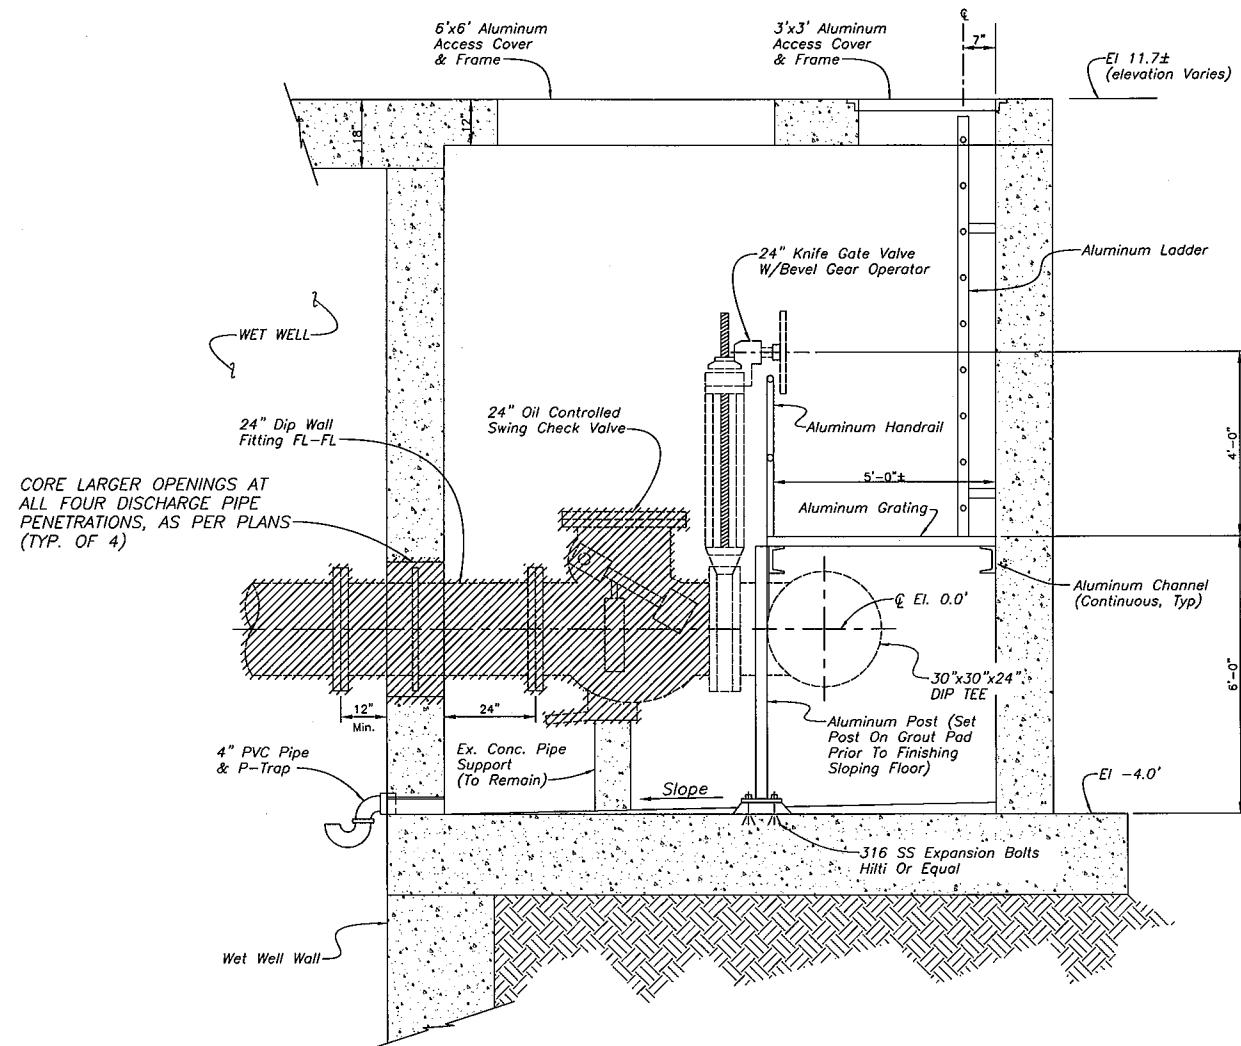 6'x6' Aluminum
Access Cover
& Frame
3'x3' Aluminum
Access Cover
& Frame
℄
7"
El 11.7±
(elevation Varies)
18"
12"
24" Knife Gate Valve
W/Bevel Gear Operator
Aluminum Ladder
WET WELL
24" Dip Wall
Fitting FL-FL
24" Oil Controlled
Swing Check Valve
Aluminum Handrail
4'-0"
CORE LARGER OPENINGS AT
ALL FOUR DISCHARGE PIPE
PENETRATIONS, AS PER PLANS
(TYP. OF 4)
5'-0"±
Aluminum Grating
Aluminum Channel
(Continuous, Typ)
℄ El. 0.0'
30"x30"x24"
DIP TEE
6'-0"
12"
Min.
24"
Aluminum Post (Set
Post On Grout Pad
Prior To Finishing
Sloping Floor)
4" PVC Pipe
& P-Trap
Ex. Conc. Pipe
Support
(To Remain)
Slope
El -4.0'
316 SS Expansion Bolts
Hilti Or Equal
Wet Well Wall